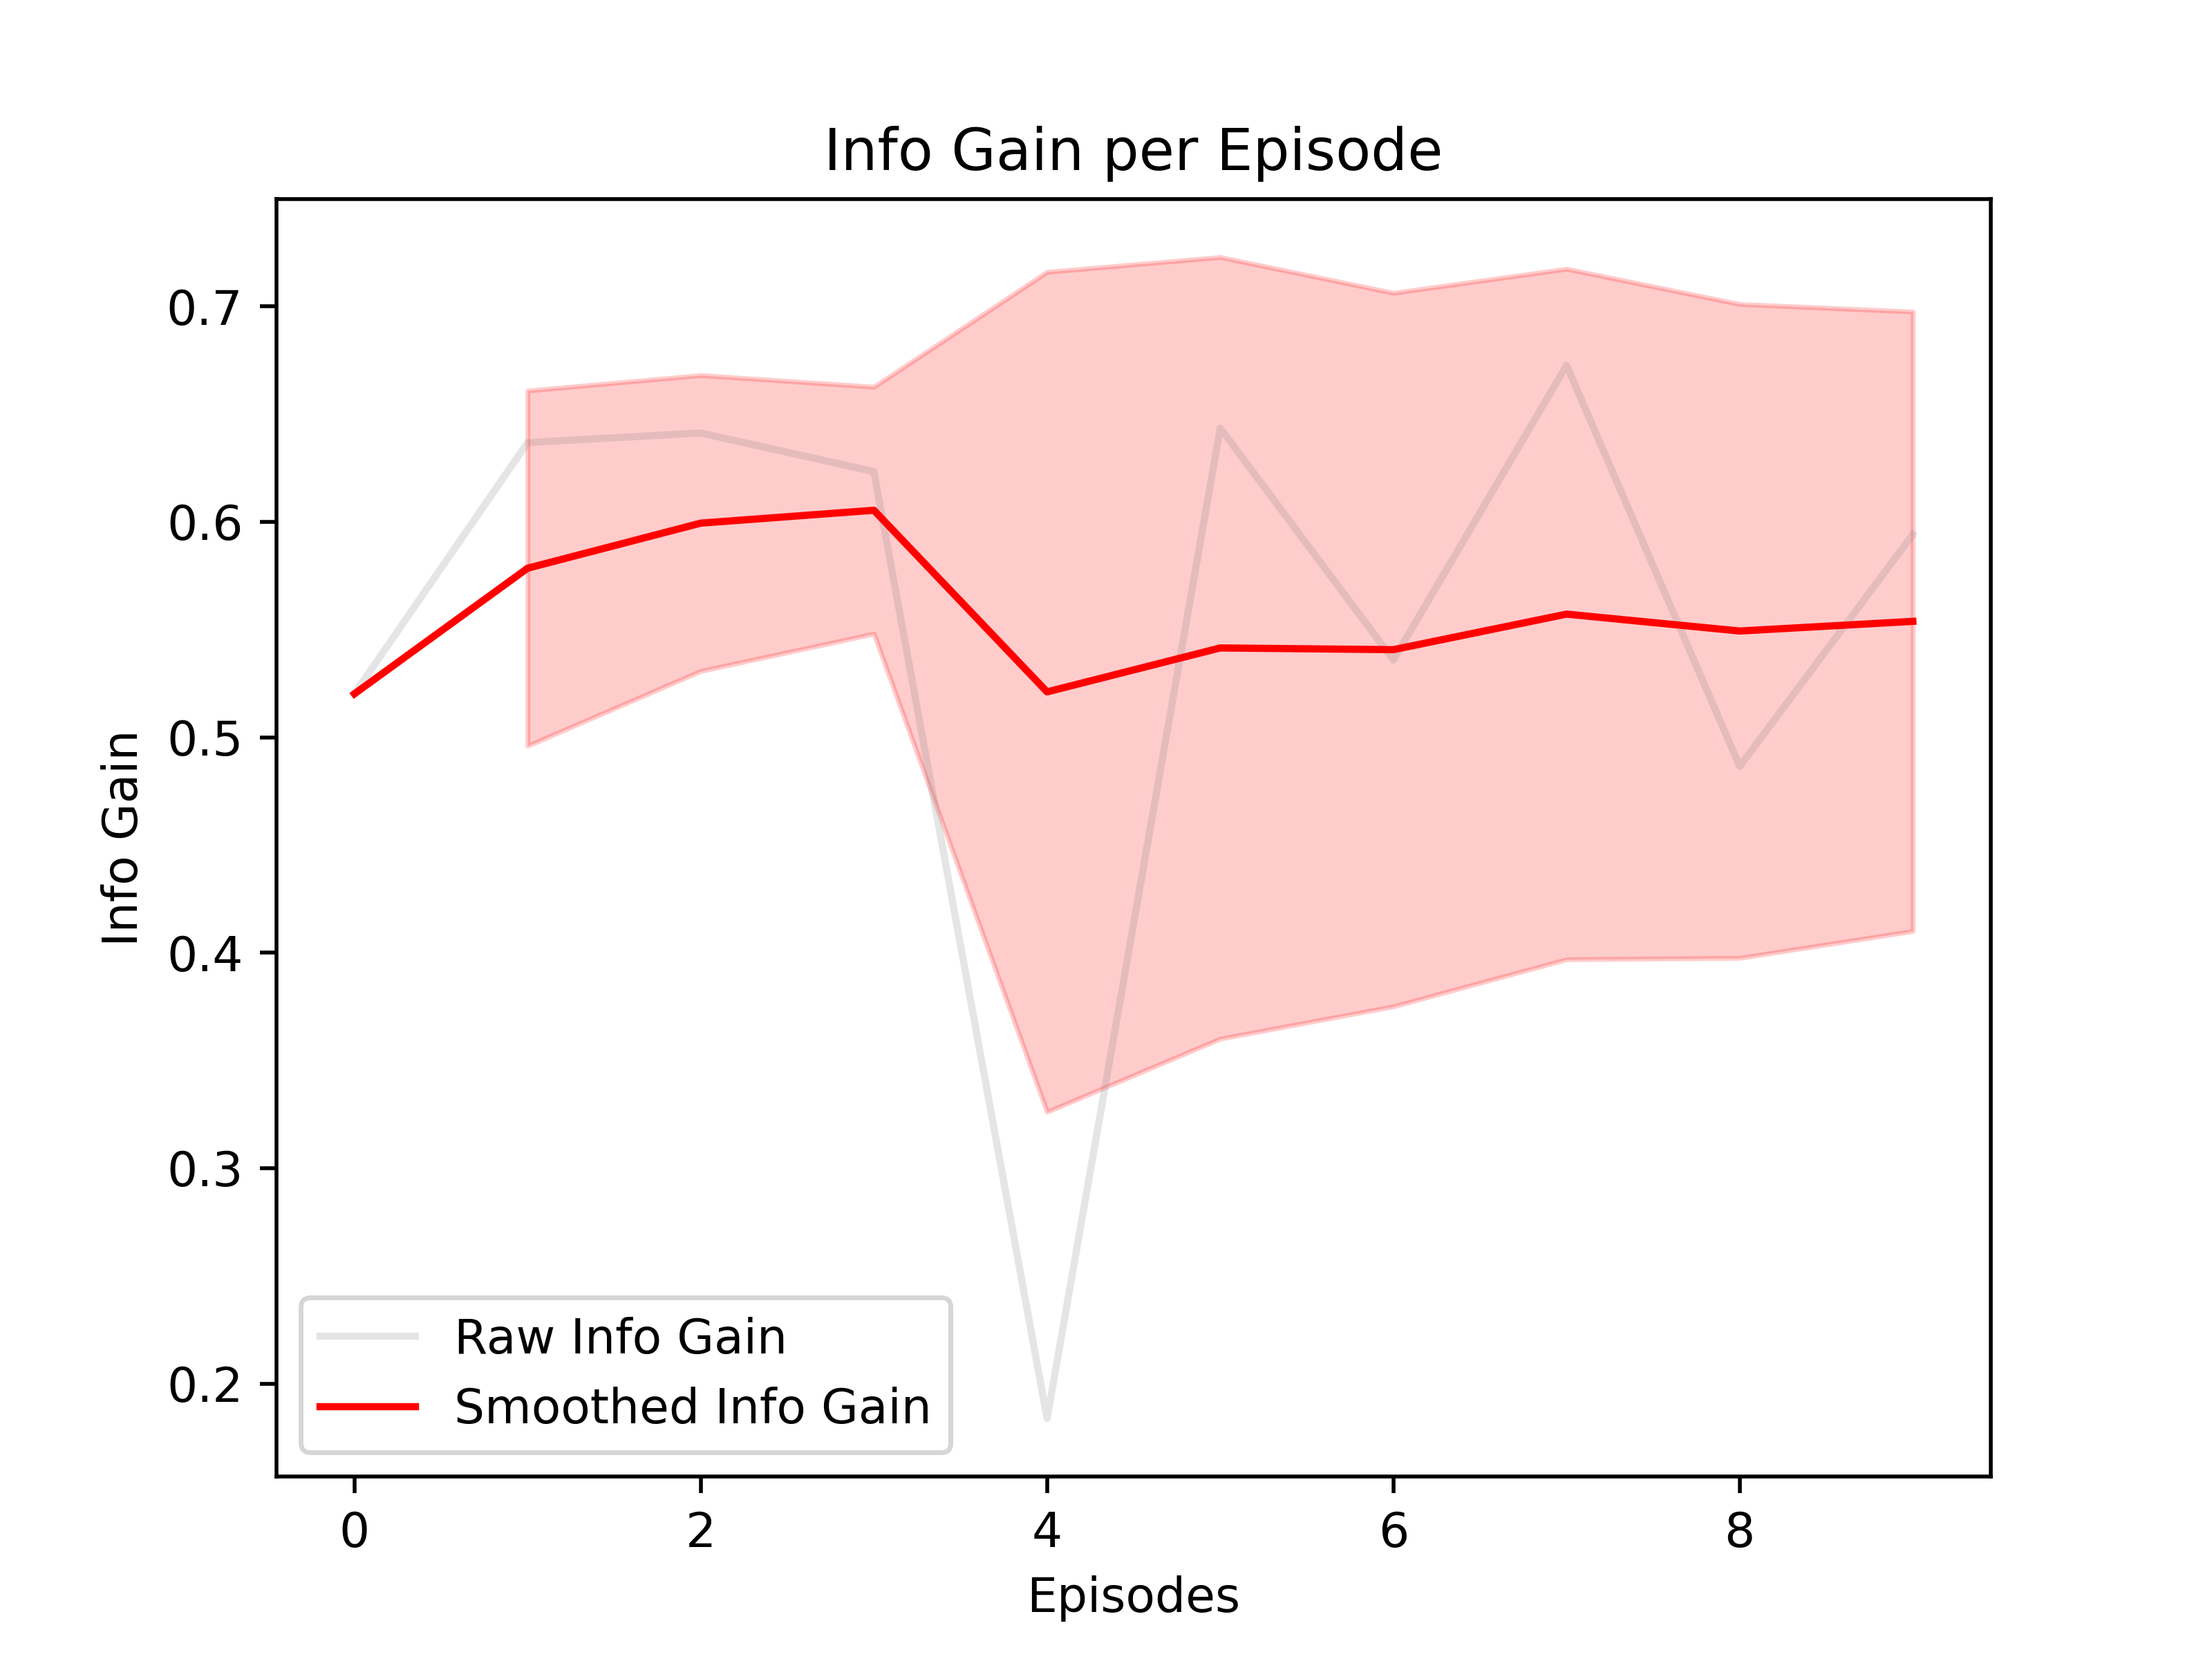 Info Gain per Episode
Info Gain
0.7
0.6
0.5
0.4
0.3
0.2
Raw Info Gain
Smoothed Info Gain
0 2 4 6 8
Episodes